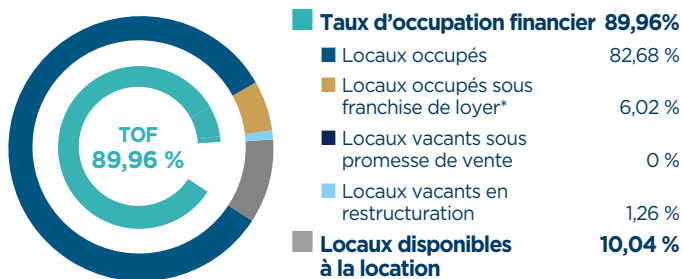 TOF
89,96 %
Taux d’occupation financier 89,96%
Locaux occupés 82,68 %
Locaux occupés sous
franchise de loyer* 6,02 %
Locaux vacants sous
promesse de vente 0 %
Locaux vacants en
restructuration 1,26 %
Locaux disponibles 10,04 %
à la location